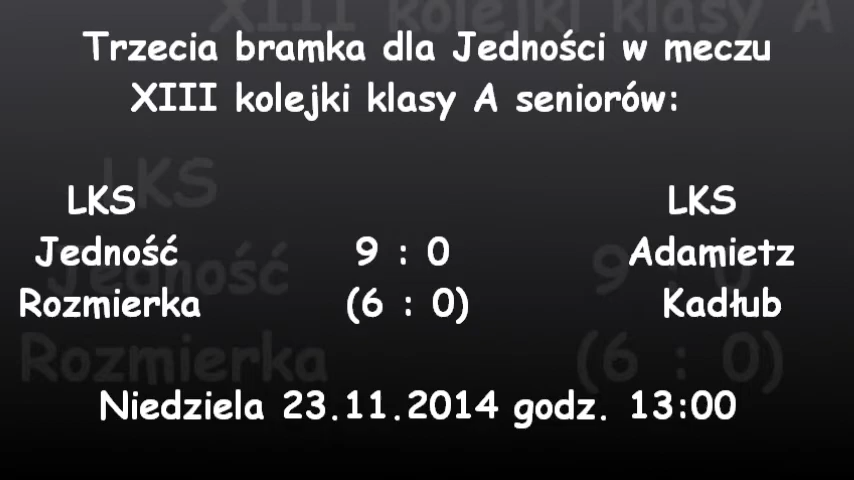 Trzecia bramka dla Jedności w meczu
XIII kolejki klasy A seniorów:
LKS LKS
Jedność 9 : 0 Adamietz
Rozmierka (6 : 0) Kadłub
Niedziela 23.11.2014 godz. 13:00